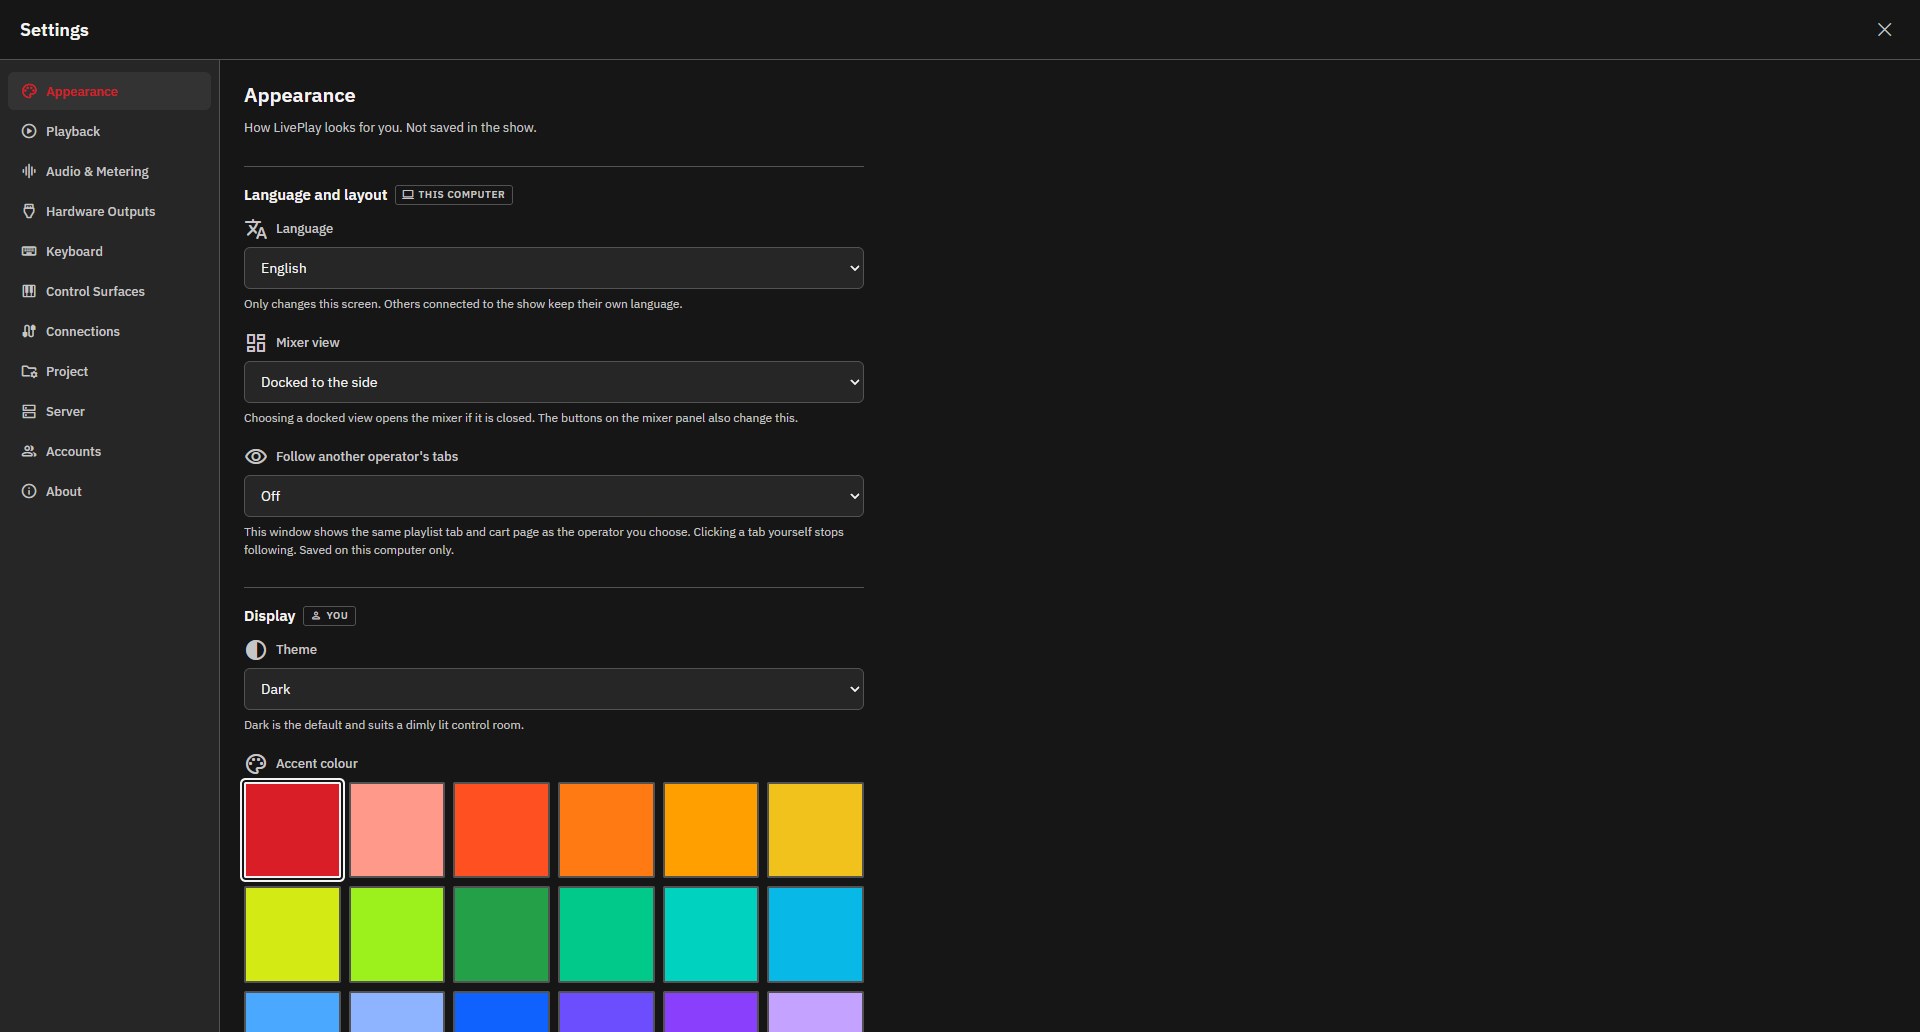 Settings
Appearance
Playback
Audio & Metering
Hardware Outputs
Keyboard
Control Surfaces
Connections
Project
Server
Accounts
About
Appearance
How LivePlay looks for you. Not saved in the show.
Language and layout
THIS COMPUTER
Language
English
Only changes this screen. Others connected to the show keep their own language.
Mixer view
Docked to the side
Choosing a docked view opens the mixer if it is closed. The buttons on the mixer panel also change this.
Follow another operator's tabs
Off
This window shows the same playlist tab and cart page as the operator you choose. Clicking a tab yourself stops
following. Saved on this computer only.
Display
YOU
Theme
Dark
Dark is the default and suits a dimly lit control room.
Accent colour